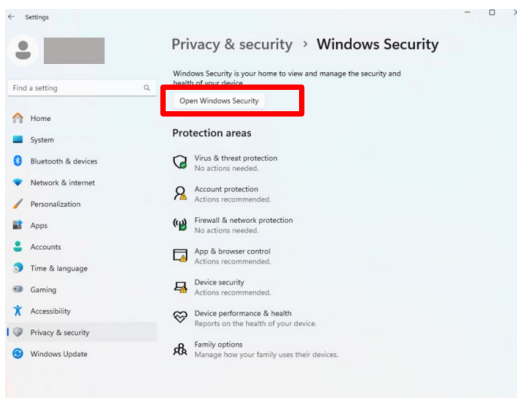 Settings
Privacy & security > Windows Security
Windows Security is your home to view and manage the security and
health of your device.
Find a setting
Open Windows Security
Home
System
Bluetooth & devices
Network & internet
Personalization
Apps
Accounts
Time & language
Gaming
Accessibility
Privacy & security
Windows Update
Protection areas
Virus & threat protection
No actions needed.
Account protection
Actions recommended.
Firewall & network protection
No actions needed.
App & browser control
Actions recommended.
Device security
Actions recommended.
Device performance & health
Reports on the health of your device.
Family options
Manage how your family uses their devices.